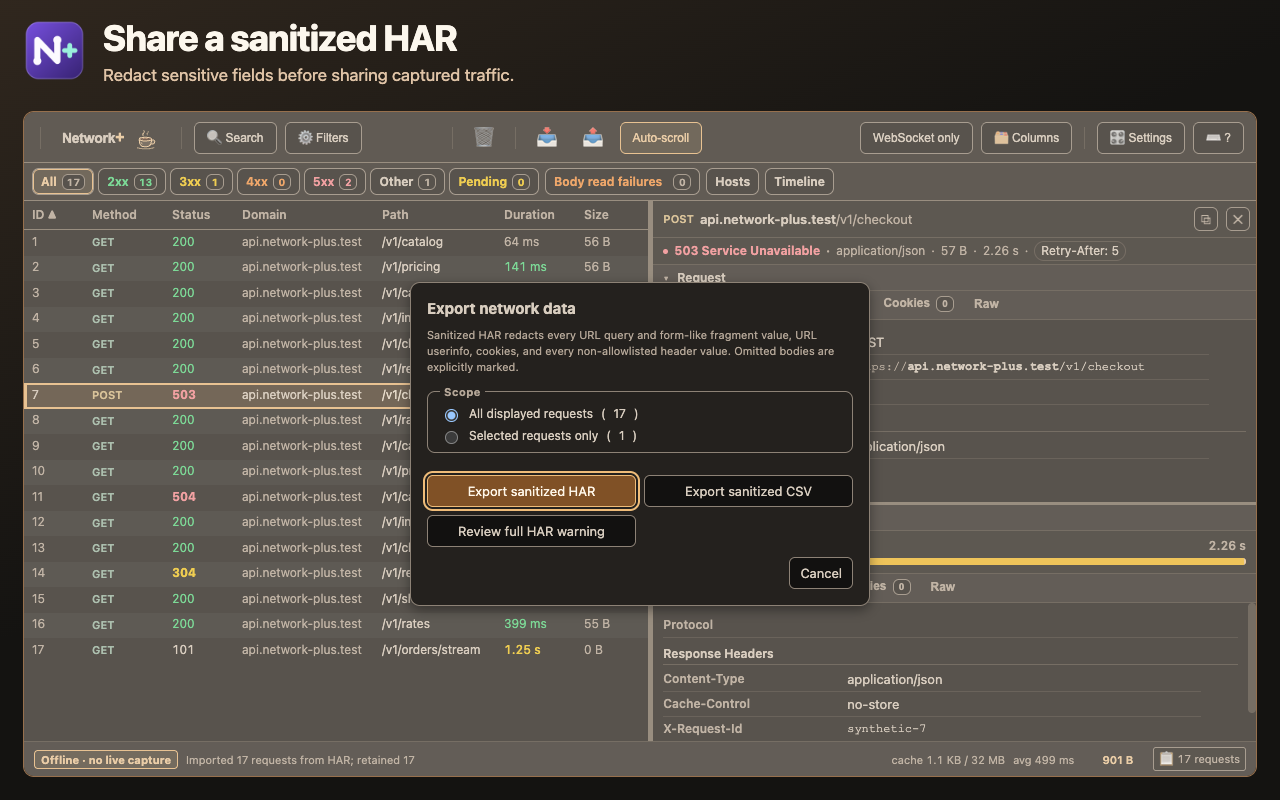 N+
Share a sanitized HAR
Redact sensitive fields before sharing captured traffic.
Network+ Search Filters Auto-scroll WebSocket only Columns Settings ?
All 17 2xx 13 3xx 1 4xx 0 5xx 2 Other 1 Pending 0 Body read failures 0 Hosts Timeline
ID ▲ Method Status Domain Path Duration Size
1 GET 200 api.network-plus.test /v1/catalog 64 ms 56 B
2 GET 200 api.network-plus.test /v1/pricing 141 ms 56 B
3 GET 200 api.network-plus.test
4 GET 200 api.network-plus.test
5 GET 200 api.network-plus.test
6 GET 200 api.network-plus.test
7 POST 503 api.network-plus.test
8 GET 200 api.network-plus.test
9 GET 200 api.network-plus.test
10 GET 200 api.network-plus.test
11 GET 504 api.network-plus.test
12 GET 200 api.network-plus.test
13 GET 200 api.network-plus.test
14 GET 304 api.network-plus.test
15 GET 200 api.network-plus.test
16 GET 200 api.network-plus.test /v1/rates 399 ms 55 B
17 GET 101 api.network-plus.test /v1/orders/stream 1.25 s 0 B
POST api.network-plus.test/v1/checkout
503 Service Unavailable · application/json · 57 B · 2.26 s · Retry-After: 5
Request
Cookies 0 Raw
ps://api.network-plus.test/v1/checkout
plication/json
2.26 s
0 Raw
Protocol
Response Headers
Content-Type application/json
Cache-Control no-store
X-Request-Id synthetic-7
Export network data
Sanitized HAR redacts every URL query and form-like fragment value, URL
userinfo, cookies, and every non-allowlisted header value. Omitted bodies are
explicitly marked.
Scope
All displayed requests ( 17 )
Selected requests only ( 1 )
Export sanitized HAR Export sanitized CSV
Review full HAR warning
Cancel
Offline · no live capture Imported 17 requests from HAR; retained 17 cache 1.1 KB / 32 MB avg 499 ms 901 B 17 requests